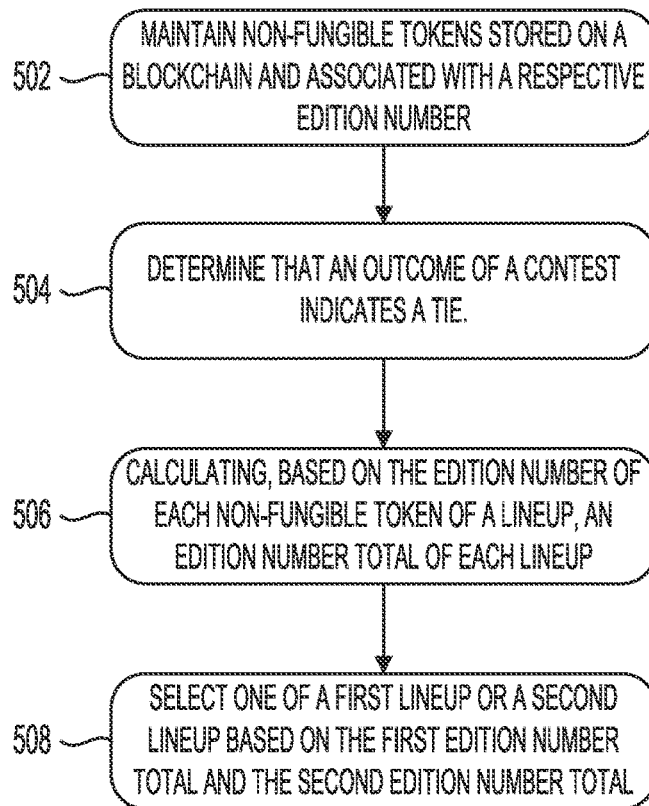 502
MAINTAIN NON-FUNGIBLE TOKENS STORED ON A
BLOCKCHAIN AND ASSOCIATED WITH A RESPECTIVE
EDITION NUMBER
504
DETERMINE THAT AN OUTCOME OF A CONTEST
INDICATES A TIE.
506
CALCULATING, BASED ON THE EDITION NUMBER OF
EACH NON-FUNGIBLE TOKEN OF A LINEUP, AN
EDITION NUMBER TOTAL OF EACH LINEUP
508
SELECT ONE OF A FIRST LINEUP OR A SECOND
LINEUP BASED ON THE FIRST EDITION NUMBER
TOTAL AND THE SECOND EDITION NUMBER TOTAL